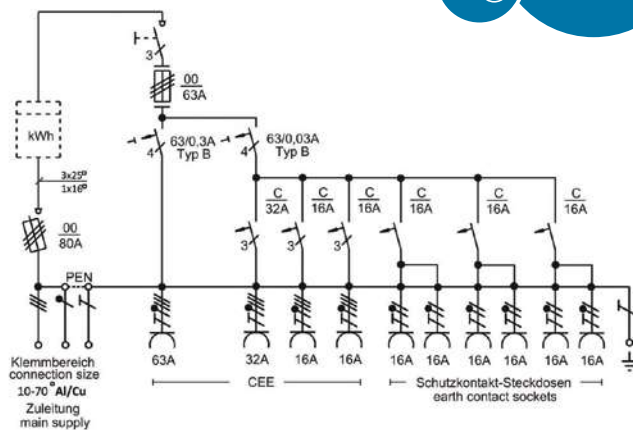 3
00
63A
kWh
63/0,3A
Typ B
4
63/0,03A
Typ B
4
3x25□
1x16□
00
80A
C
32A
C
16A
C
16A
C
16A
C
16A
C
16A
3
3
3
PEN
63A
32A
16A
16A
16A
16A
16A
16A
16A
16A
Klemmbereich
connection size
10-70□ Al/Cu
Zuleitung
main supply
CEE
Schutzkontakt-Steckdosen
earth contact sockets